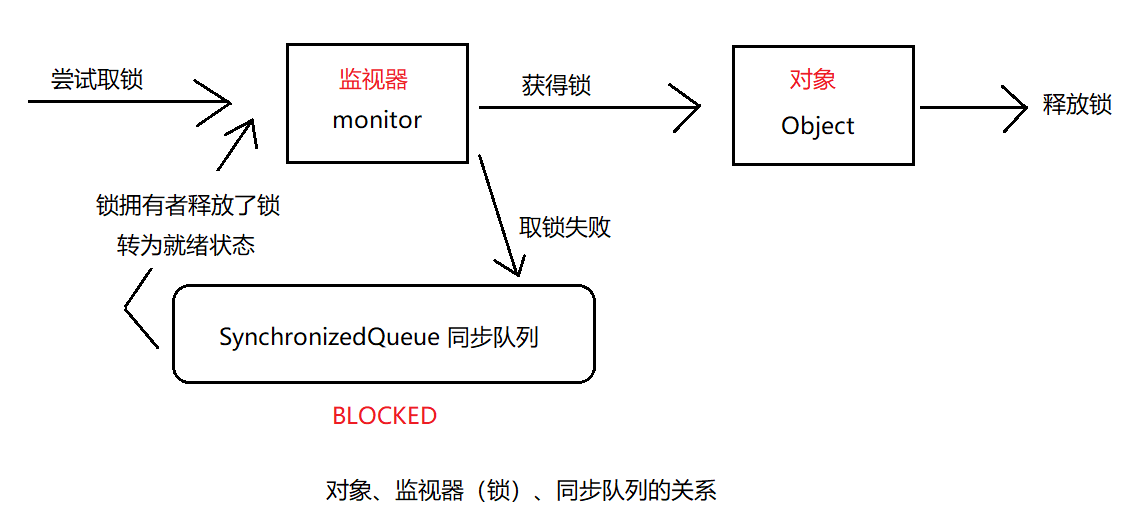 尝试取锁
监视器
monitor
获得锁
对象
Object
释放锁
锁拥有者释放了锁
转为就绪状态
取锁失败
SynchronizedQueue 同步队列
BLOCKED
对象、监视器（锁）、同步队列的关系